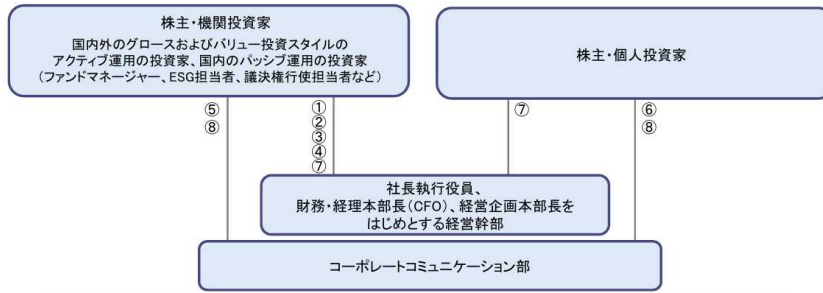 株主・機関投資家
国内外のグロースおよびバリュー投資スタイルの
アクティブ運用の投資家、国内のパッシブ運用の投資家
（ファンドマネージャー、ESG担当者、議決権行使担当者など）
株主・個人投資家
⑤
⑧
①
②
③
④
⑦
⑦
⑥
⑧
社長執行役員、
財務・経理本部長（CFO）、経営企画本部長を
はじめとする経営幹部
コーポレートコミュニケーション部